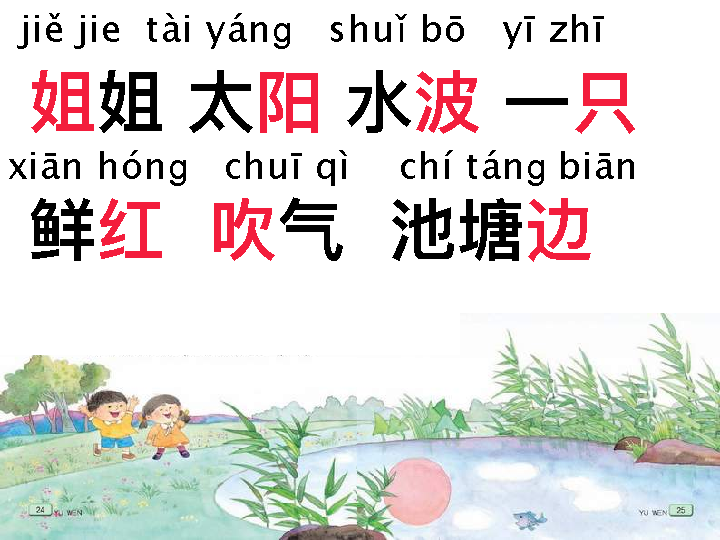 jiě jie tài yáng shuǐ bō yī zhī
姐姐 太阳 水波 一只
xiān hóng chuī qì chí táng biān
鲜红 吹气 池塘边
24 YU WEN YU WEN 25